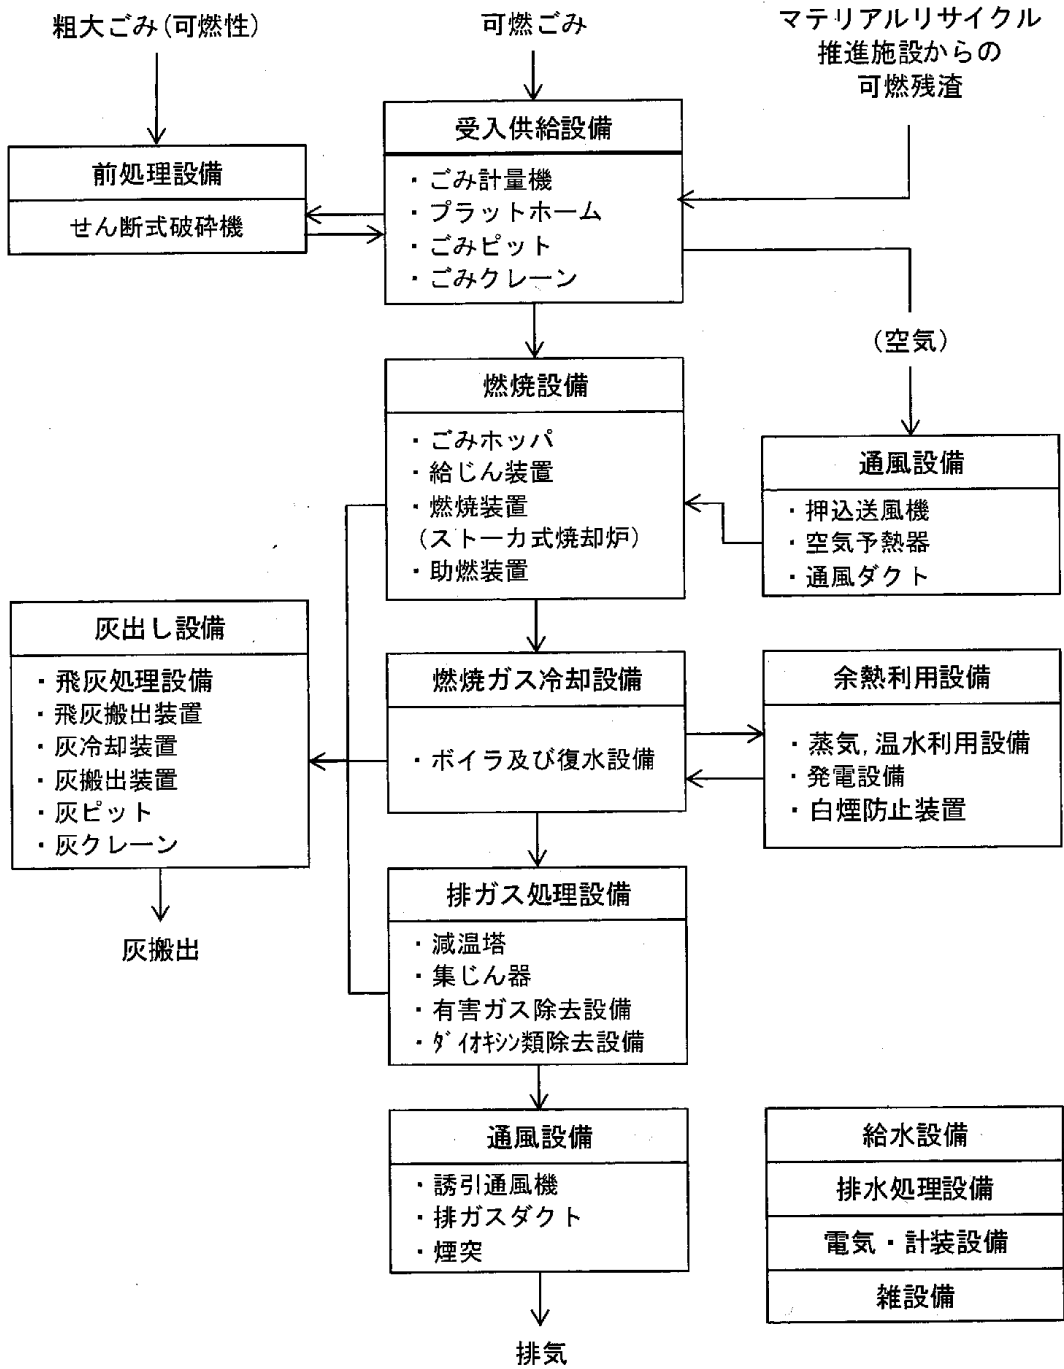 粗大ごみ(可燃性)
可燃ごみ
マテリアルリサイクル
推進施設からの
可燃残渣
前処理設備
せん断式破砕機
受入供給設備
・ごみ計量機
・プラットホーム
・ごみピット
・ごみクレーン
(空気)
燃焼設備
・ごみホッパ
・給じん装置
・燃焼装置
(ストーカ式焼却炉)
・助燃装置
通風設備
・押込送風機
・空気予熱器
・通風ダクト
灰出し設備
・飛灰処理設備
・飛灰搬出装置
・灰冷却装置
・灰搬出装置
・灰ピット
・灰クレーン
灰搬出
燃焼ガス冷却設備
・ボイラ及び復水設備
余熱利用設備
・蒸気,温水利用設備
・発電設備
・白煙防止装置
排ガス処理設備
・減温塔
・集じん器
・有害ガス除去設備
・ダイオキシン類除去設備
通風設備
・誘引通風機
・排ガスダクト
・煙突
排気
給水設備
排水処理設備
電気・計装設備
雑設備